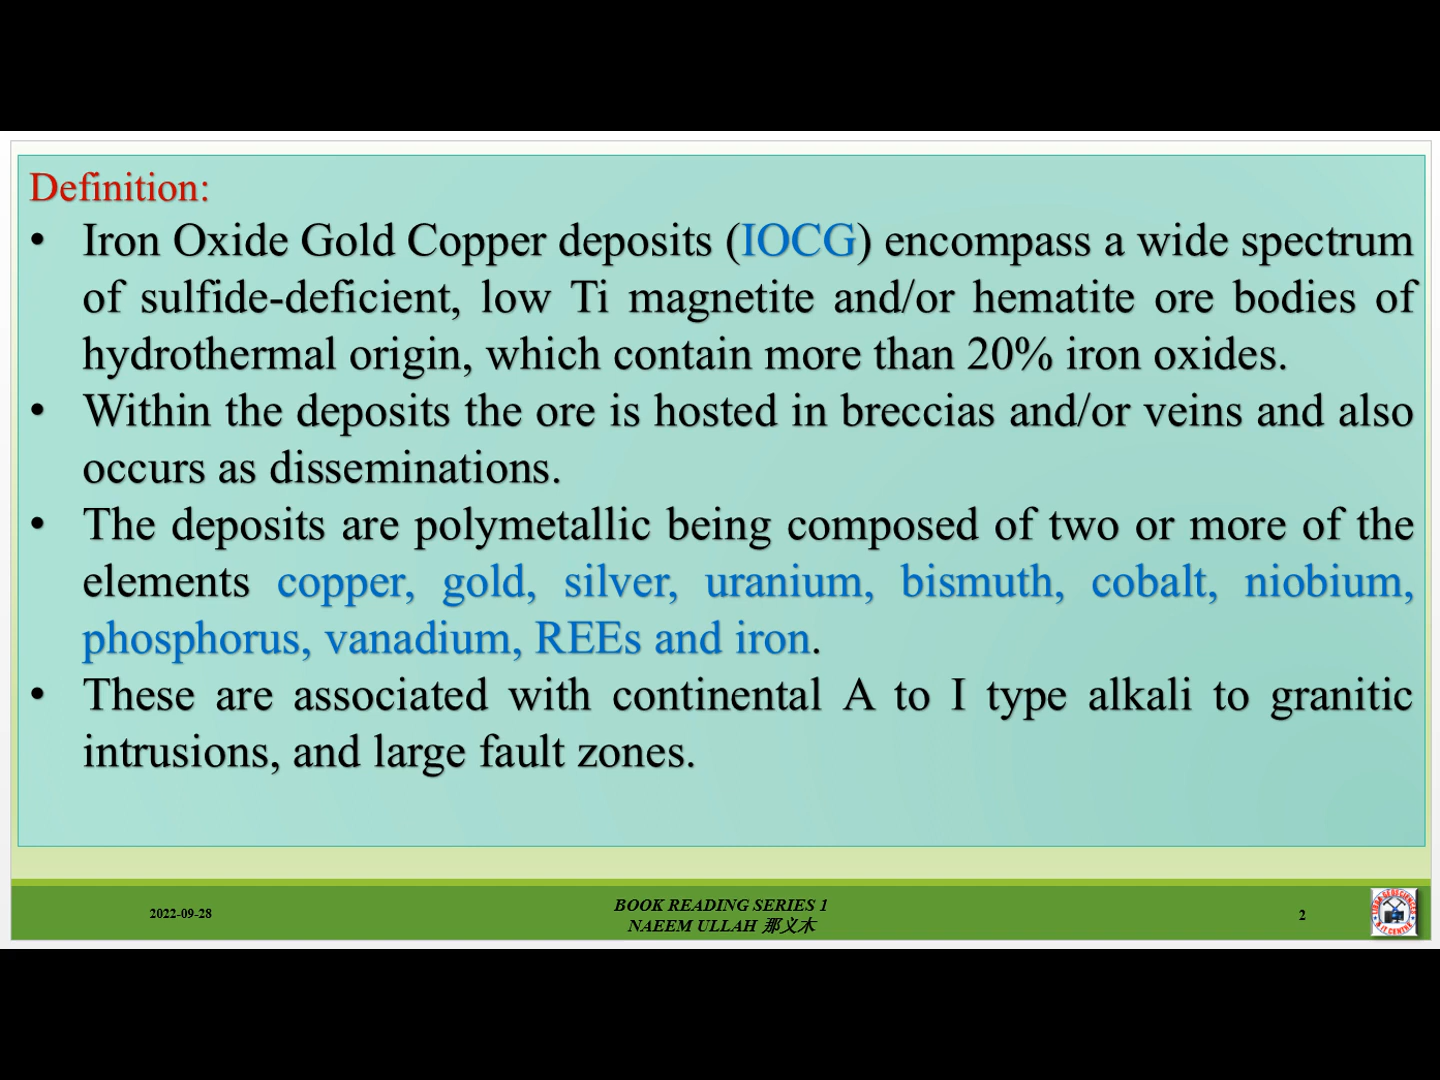 Definition:
• Iron Oxide Gold Copper deposits (IOCG) encompass a wide spectrum
of sulfide-deficient, low Ti magnetite and/or hematite ore bodies of
hydrothermal origin, which contain more than 20% iron oxides.
• Within the deposits the ore is hosted in breccias and/or veins and also
occurs as disseminations.
• The deposits are polymetallic being composed of two or more of the
elements copper, gold, silver, uranium, bismuth, cobalt, niobium,
phosphorus, vanadium, REEs and iron.
• These are associated with continental A to I type alkali to granitic
intrusions, and large fault zones.
2022-09-28
BOOK READING SERIES 1
NAEEM ULLAH 那义木
2